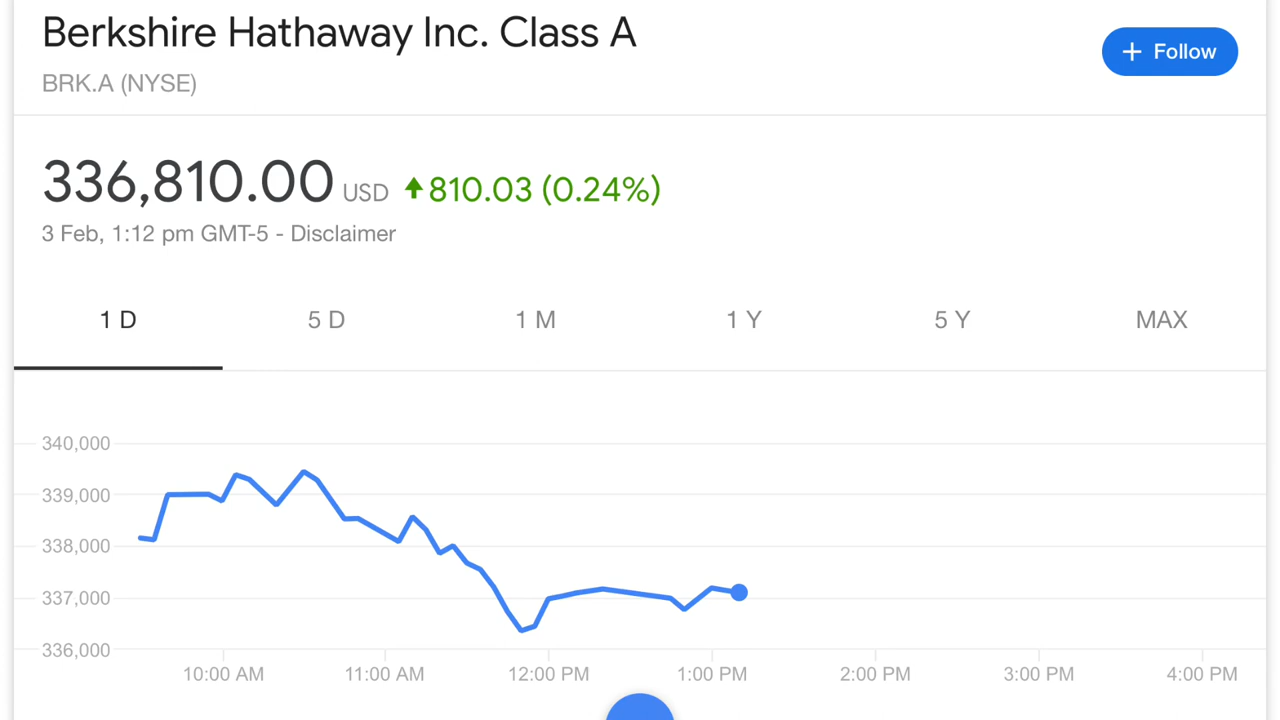 Berkshire Hathaway Inc. Class A
+ Follow
BRK.A (NYSE)
336,810.00 USD ↑810.03 (0.24%)
3 Feb, 1:12 pm GMT-5 - Disclaimer
1 D 5 D 1 M 1 Y 5 Y MAX
340,000
339,000
338,000
337,000
336,000
10:00 AM 11:00 AM 12:00 PM 1:00 PM 2:00 PM 3:00 PM 4:00 PM